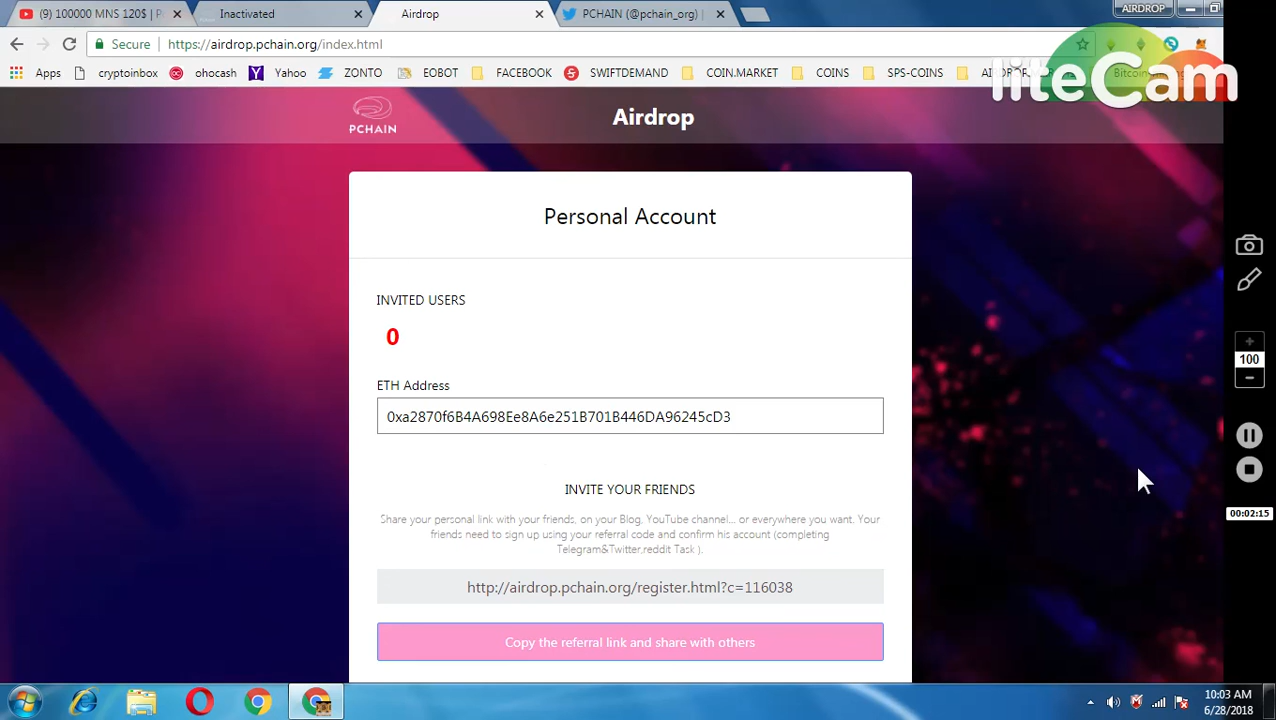 (9) 100000 MNS 120$ | P
Inactivated
Airdrop
PCHAIN (@pchain_org) |
AIRDROP
Secure
https://airdrop.pchain.org/index.html
Apps
cryptoinbox
ohocash
Yahoo
ZONTO
EOBOT
FACEBOOK
SWIFTDEMAND
COIN.MARKET
COINS
SPS-COINS
liteCam
PCHAIN
Airdrop
Personal Account
INVITED USERS
0
ETH Address
0xa2870f6B4A698Ee8A6e251B701B446DA96245cD3
INVITE YOUR FRIENDS
Share your personal link with your friends, on your Blog, YouTube channel... or everywhere you want. Your
friends need to sign up using your referral code and confirm his account (completing
Telegram&Twitter,reddit Task ).
http://airdrop.pchain.org/register.html?c=116038
Copy the referral link and share with others
100
00:02:15
10:03 AM
6/28/2018